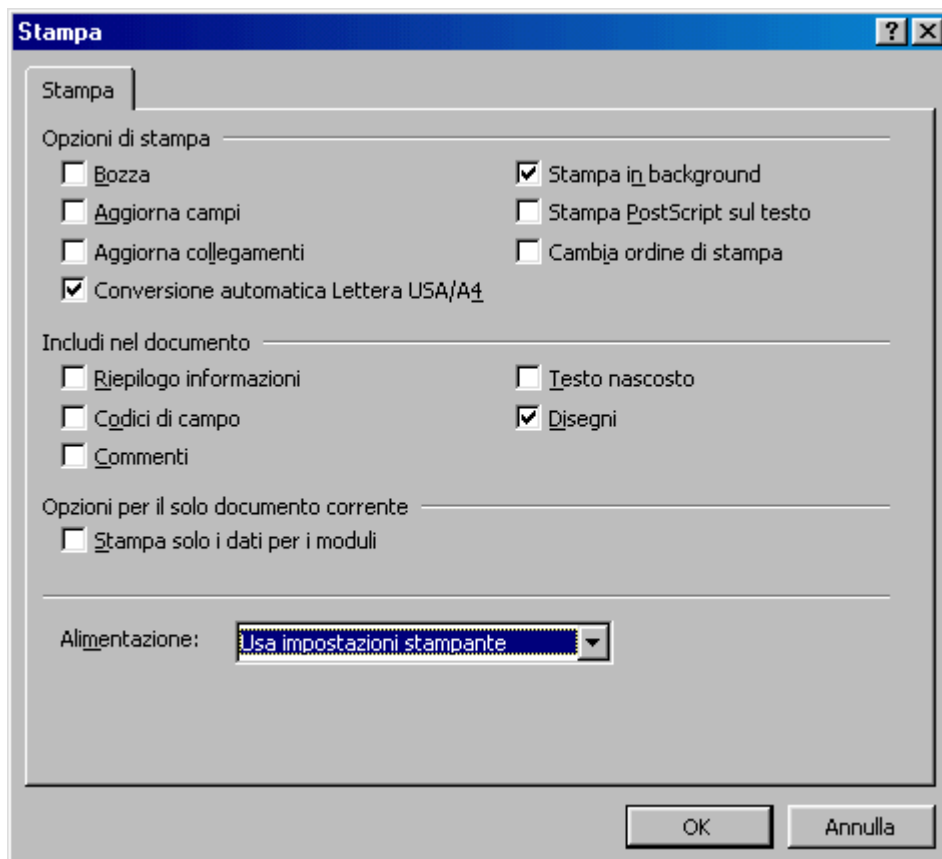 Stampa
Stampa
Opzioni di stampa
Bozza
Stampa in background
Aggiorna campi
Stampa PostScript sul testo
Aggiorna collegamenti
Cambia ordine di stampa
Conversione automatica Lettera USA/A4
Includi nel documento
Riepilogo informazioni
Testo nascosto
Codici di campo
Disegni
Commenti
Opzioni per il solo documento corrente
Stampa solo i dati per i moduli
Alimentazione:
Usa impostazioni stampante
OK
Annulla